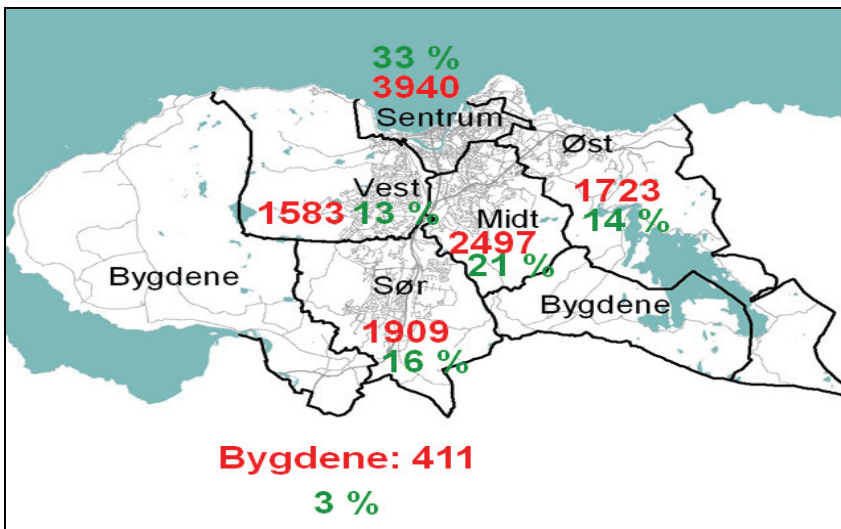 33 %
3940
Sentrum
Øst
Vest
1723
1583 13 %
14 %
Midt
2497
21 %
Bygdene
Sør
Bygdene
1909
16 %
Bygdene: 411
3 %